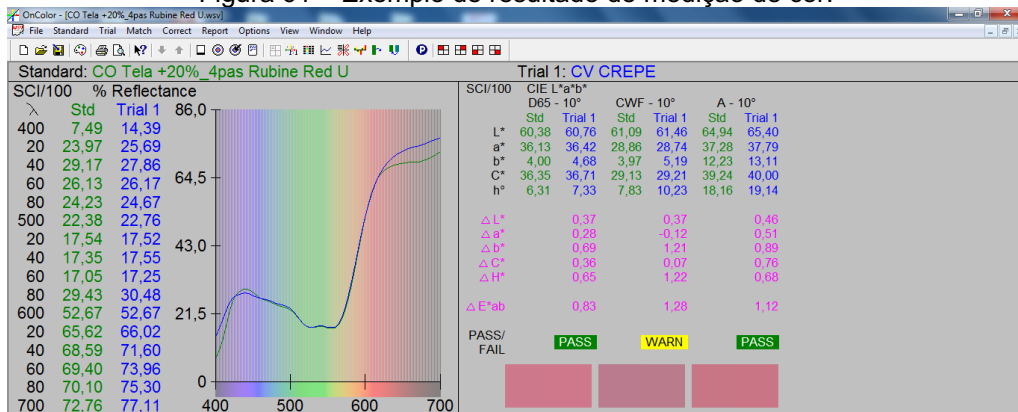 OnColor - [CO Tela +20%_4pas Rubine Red U.wsv]
File Standard Trial Match Correct Report Options View Window Help
Standard: CO Tela +20%_4pas Rubine Red U Trial 1: CV CREPE
SCI/100 % Reflectance
λ Std Trial 1
400 7,49 14,39
20 23,97 25,69
40 29,17 27,86
60 26,13 26,17
80 24,23 24,67
500 22,38 22,76
20 17,54 17,52
40 17,35 17,55
60 17,05 17,25
80 29,43 30,48
600 52,67 52,67
20 65,62 66,02
40 68,59 71,60
60 69,40 73,96
80 70,10 75,30
700 72,76 77,11
86,0
64,5
43,0
21,5
0
400 500 600 700
SCI/100 CIE L*a*b*
D65 - 10° CWF - 10° A - 10°
Std Trial 1 Std Trial 1 Std Trial 1
L* 60,38 60,76 61,09 61,46 64,94 65,40
a* 36,13 36,42 28,86 28,74 37,28 37,79
b* 4,00 4,68 3,97 5,19 12,23 13,11
C* 36,35 36,71 29,13 29,21 39,24 40,00
h° 6,31 7,33 7,83 10,23 18,16 19,14
△ L* 0,37 0,37 0,46
△ a* 0,28 -0,12 0,51
△ b* 0,69 1,21 0,89
△ C* 0,36 0,07 0,76
△ H* 0,65 1,22 0,68
△ E*ab 0,83 1,28 1,12
PASS/
FAIL PASS WARN PASS